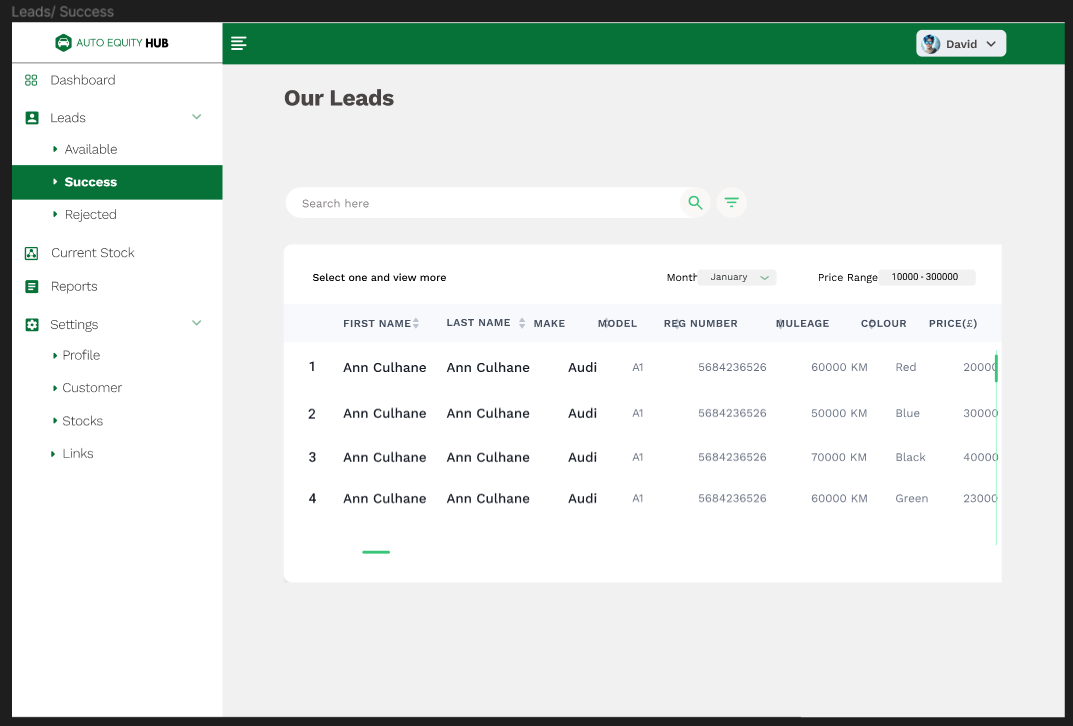 Leads/ Success
AUTO EQUITY HUB
David
Dashboard
Leads
Available
Success
Rejected
Current Stock
Reports
Settings
Profile
Customer
Stocks
Links
Our Leads
Search here
Select one and view more
Month January
Price Range 10000 - 300000
FIRST NAME LAST NAME MAKE MODEL REG NUMBER MULEAGE COLOUR PRICE(£)
1 Ann Culhane Ann Culhane Audi A1 5684236526 60000 KM Red 20000
2 Ann Culhane Ann Culhane Audi A1 5684236526 50000 KM Blue 30000
3 Ann Culhane Ann Culhane Audi A1 5684236526 70000 KM Black 40000
4 Ann Culhane Ann Culhane Audi A1 5684236526 60000 KM Green 23000